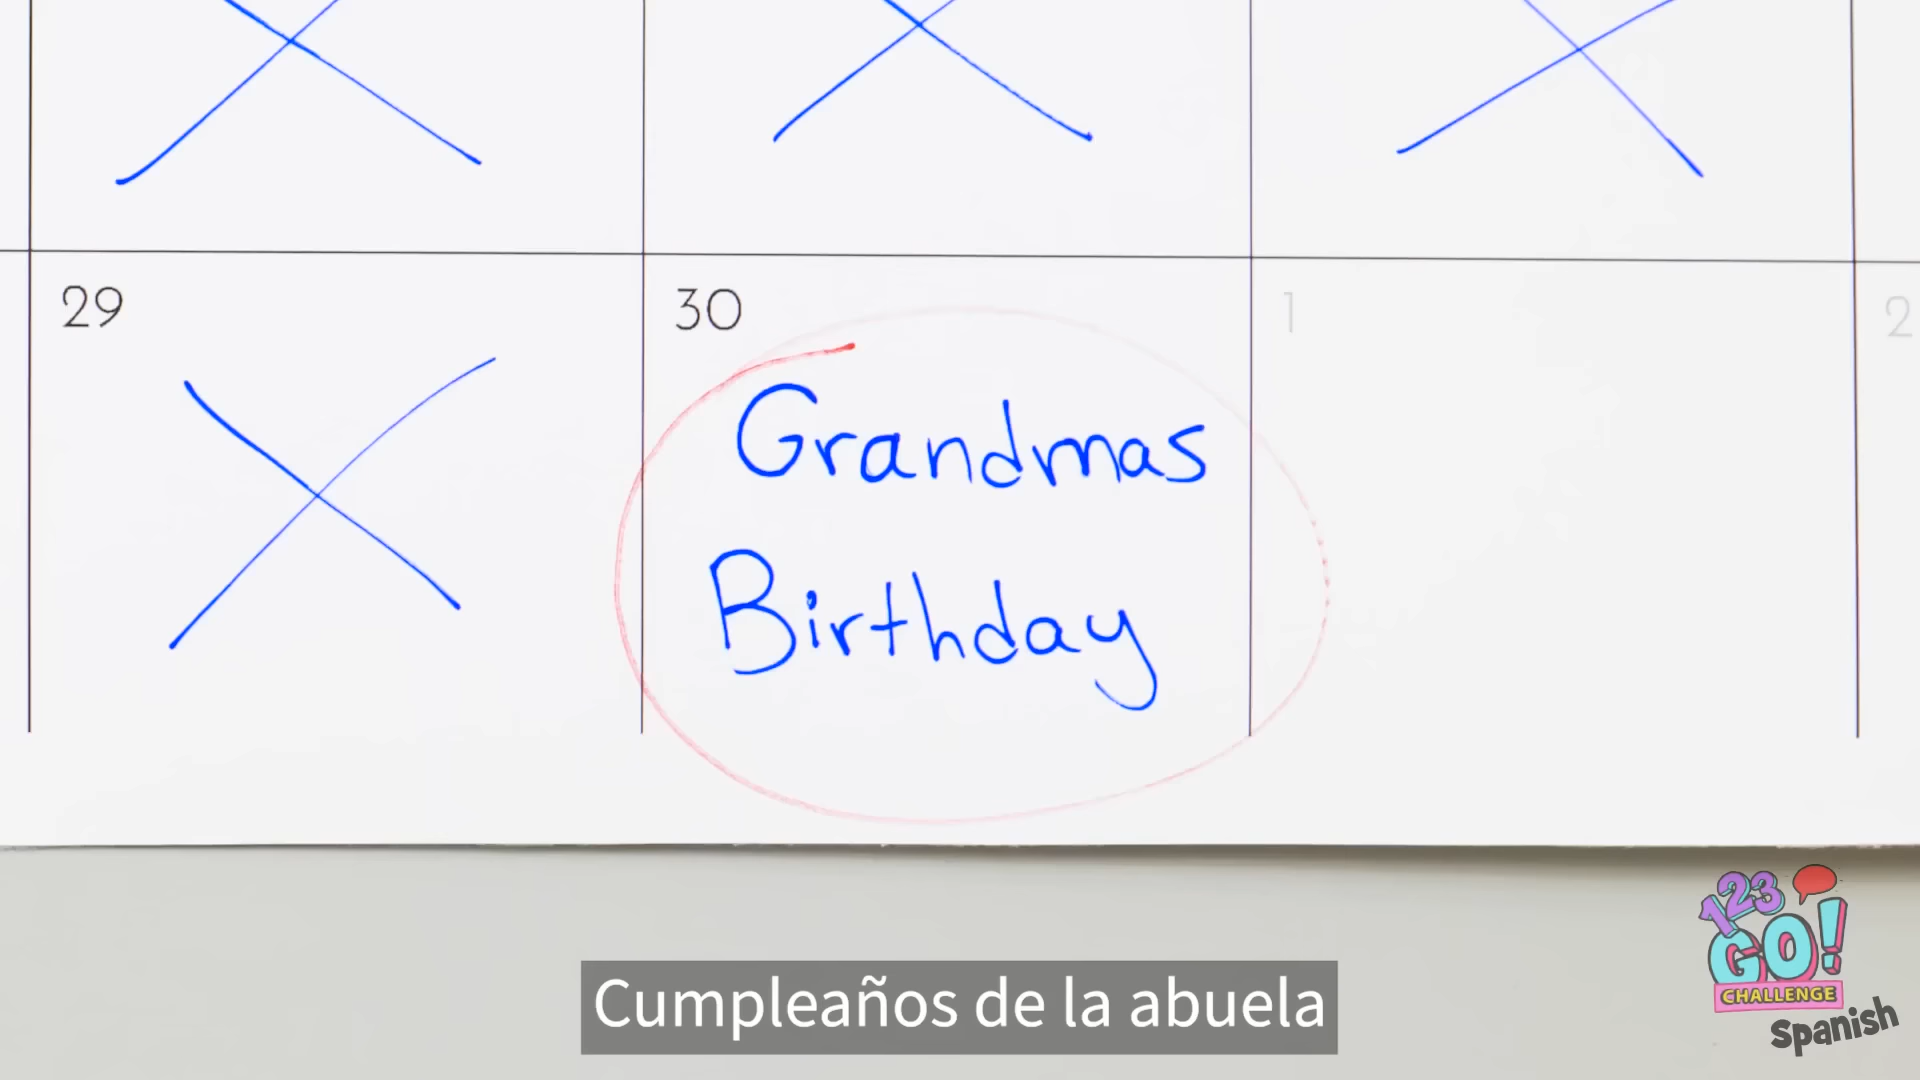 29
30
1
2
Grandmas
Birthday
Cumpleaños de la abuela
123
GO!
CHALLENGE
Spanish